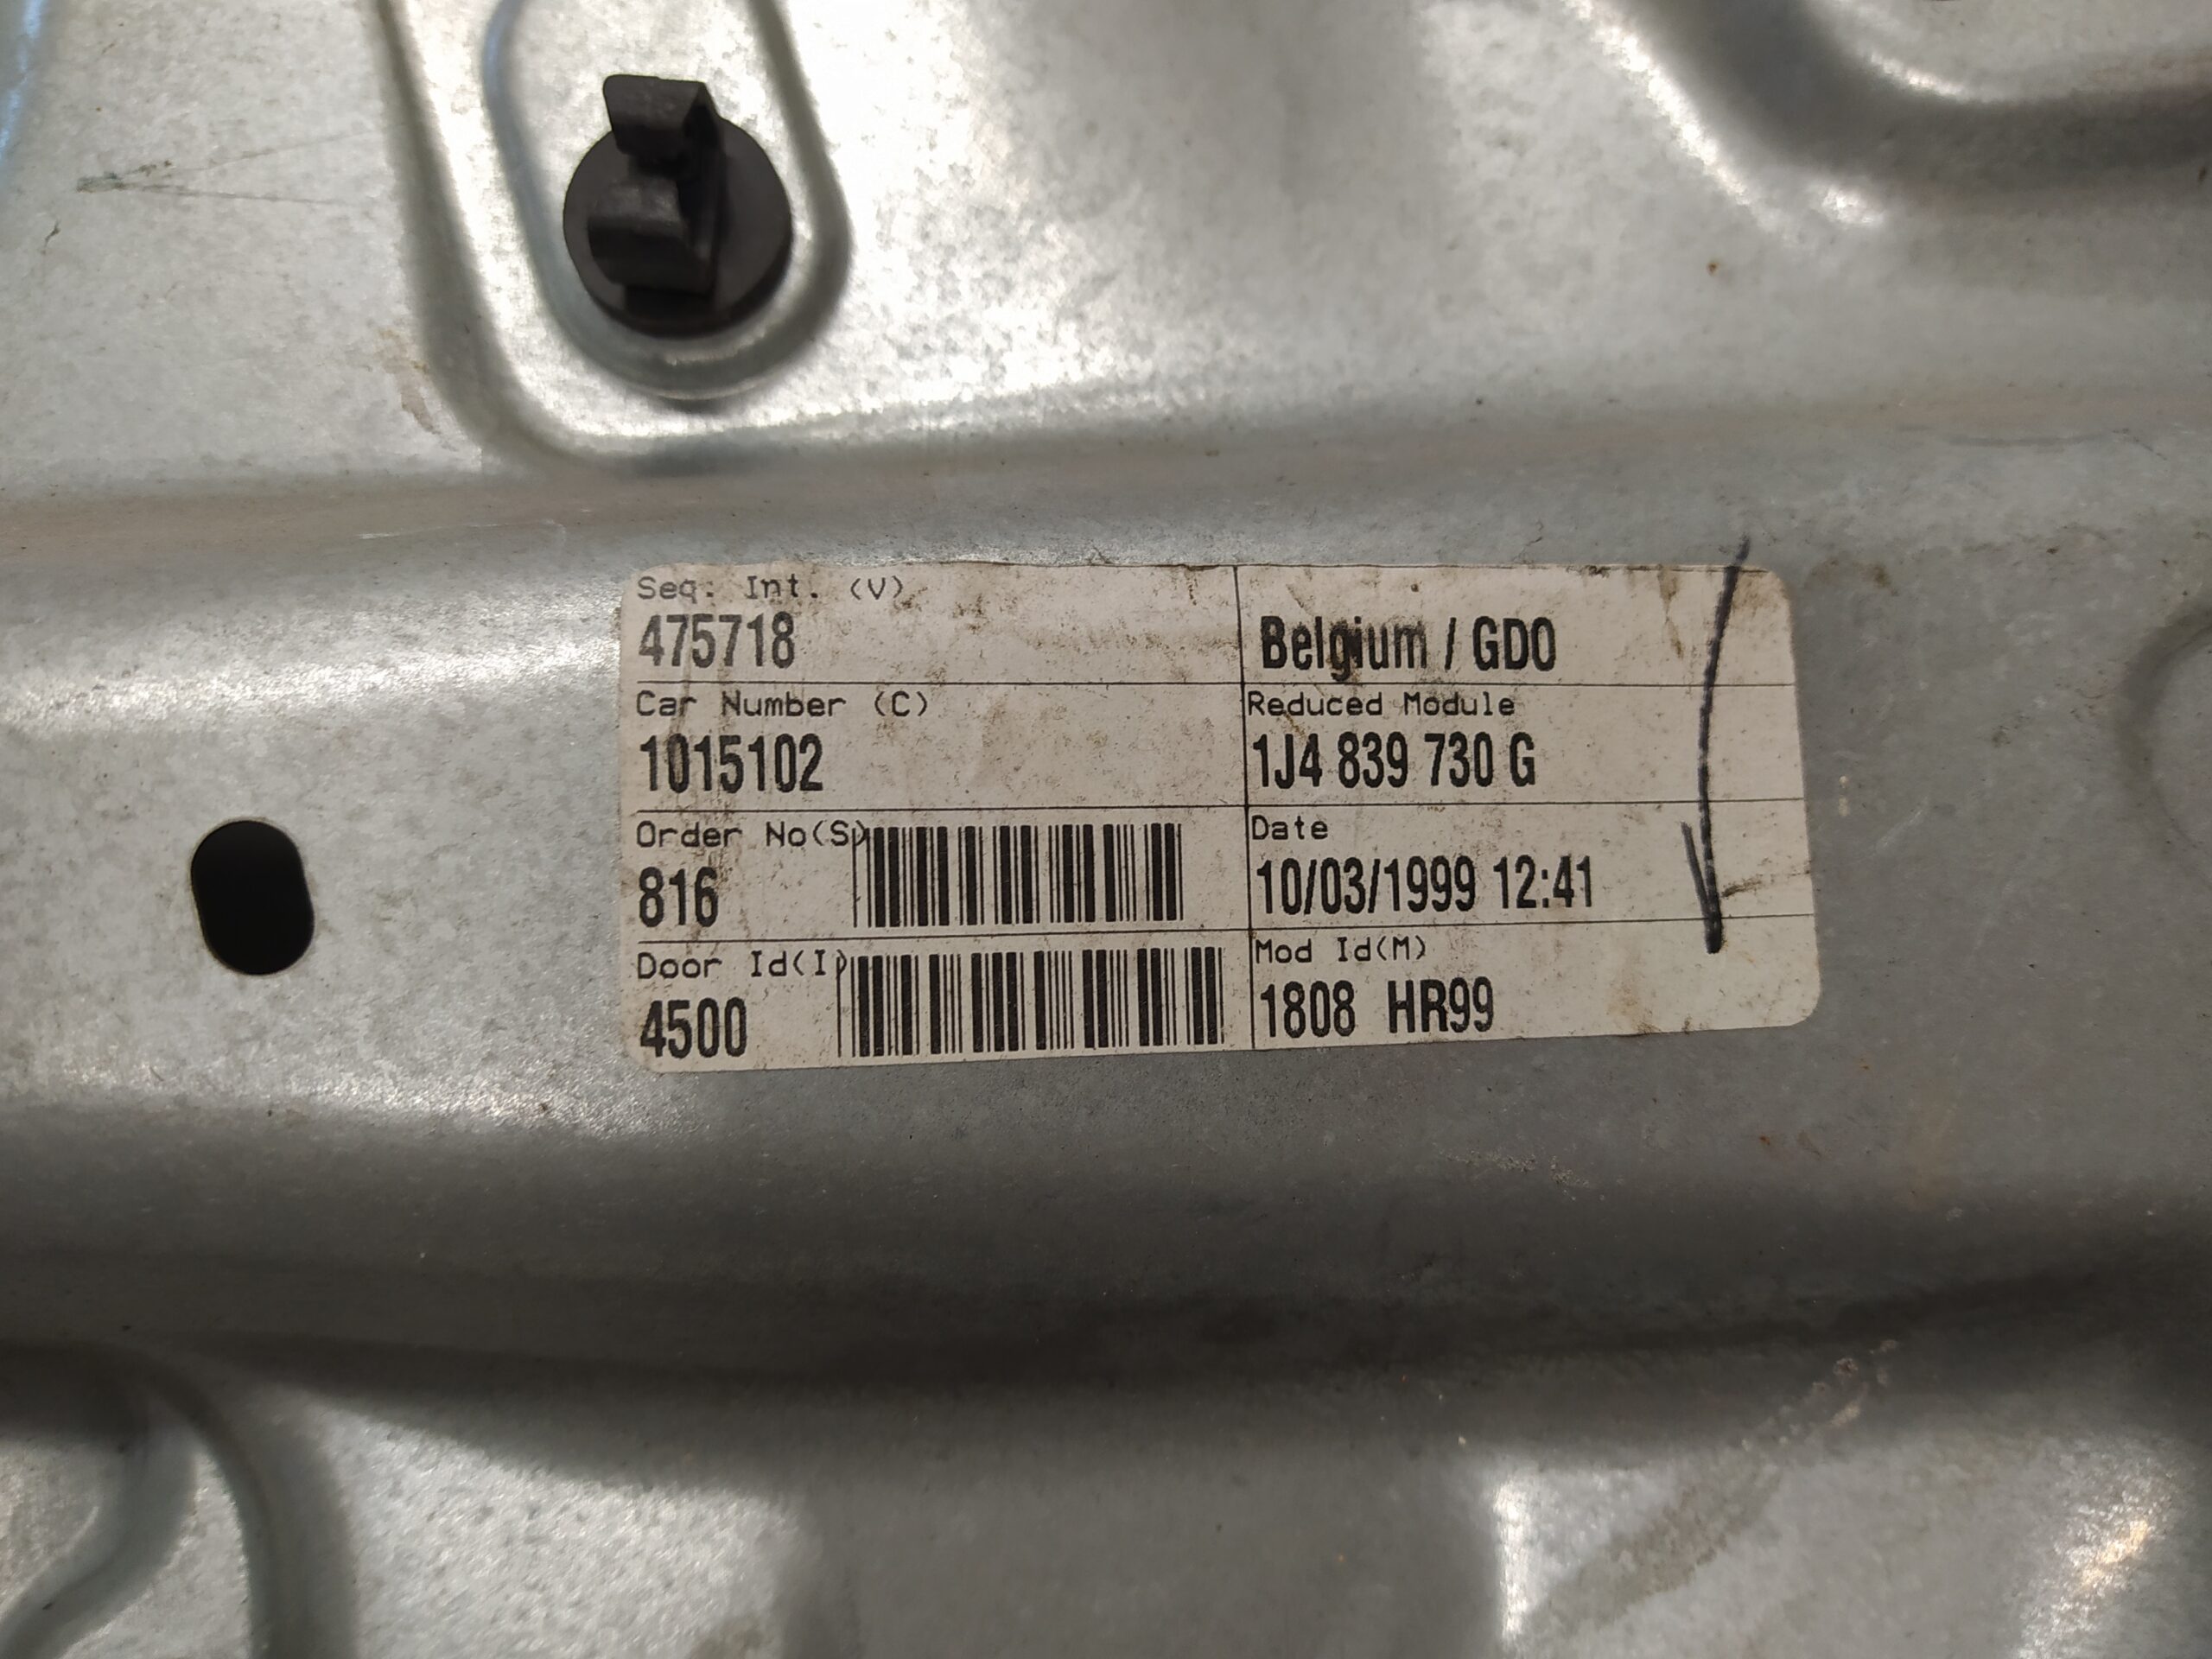 Seq. Int. (V)
475718
Belgium / GDO
Car Number (C)
1015102
Reduced Module
1J4 839 730 G
Order No(S)
816
Date
10/03/1999 12:41
Door Id(I)
4500
Mod Id(M)
1808 HR99